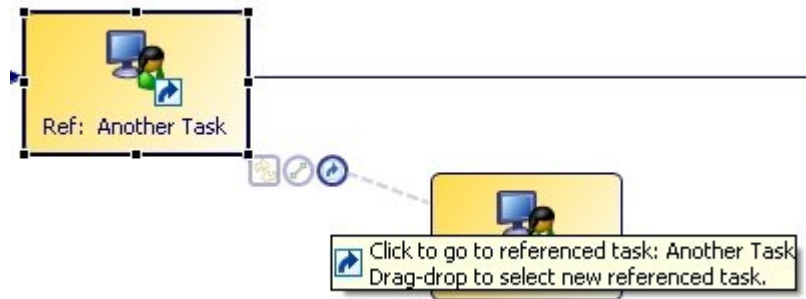 Ref: Another Task
Click to go to referenced task: Another Task
Drag-drop to select new referenced task.